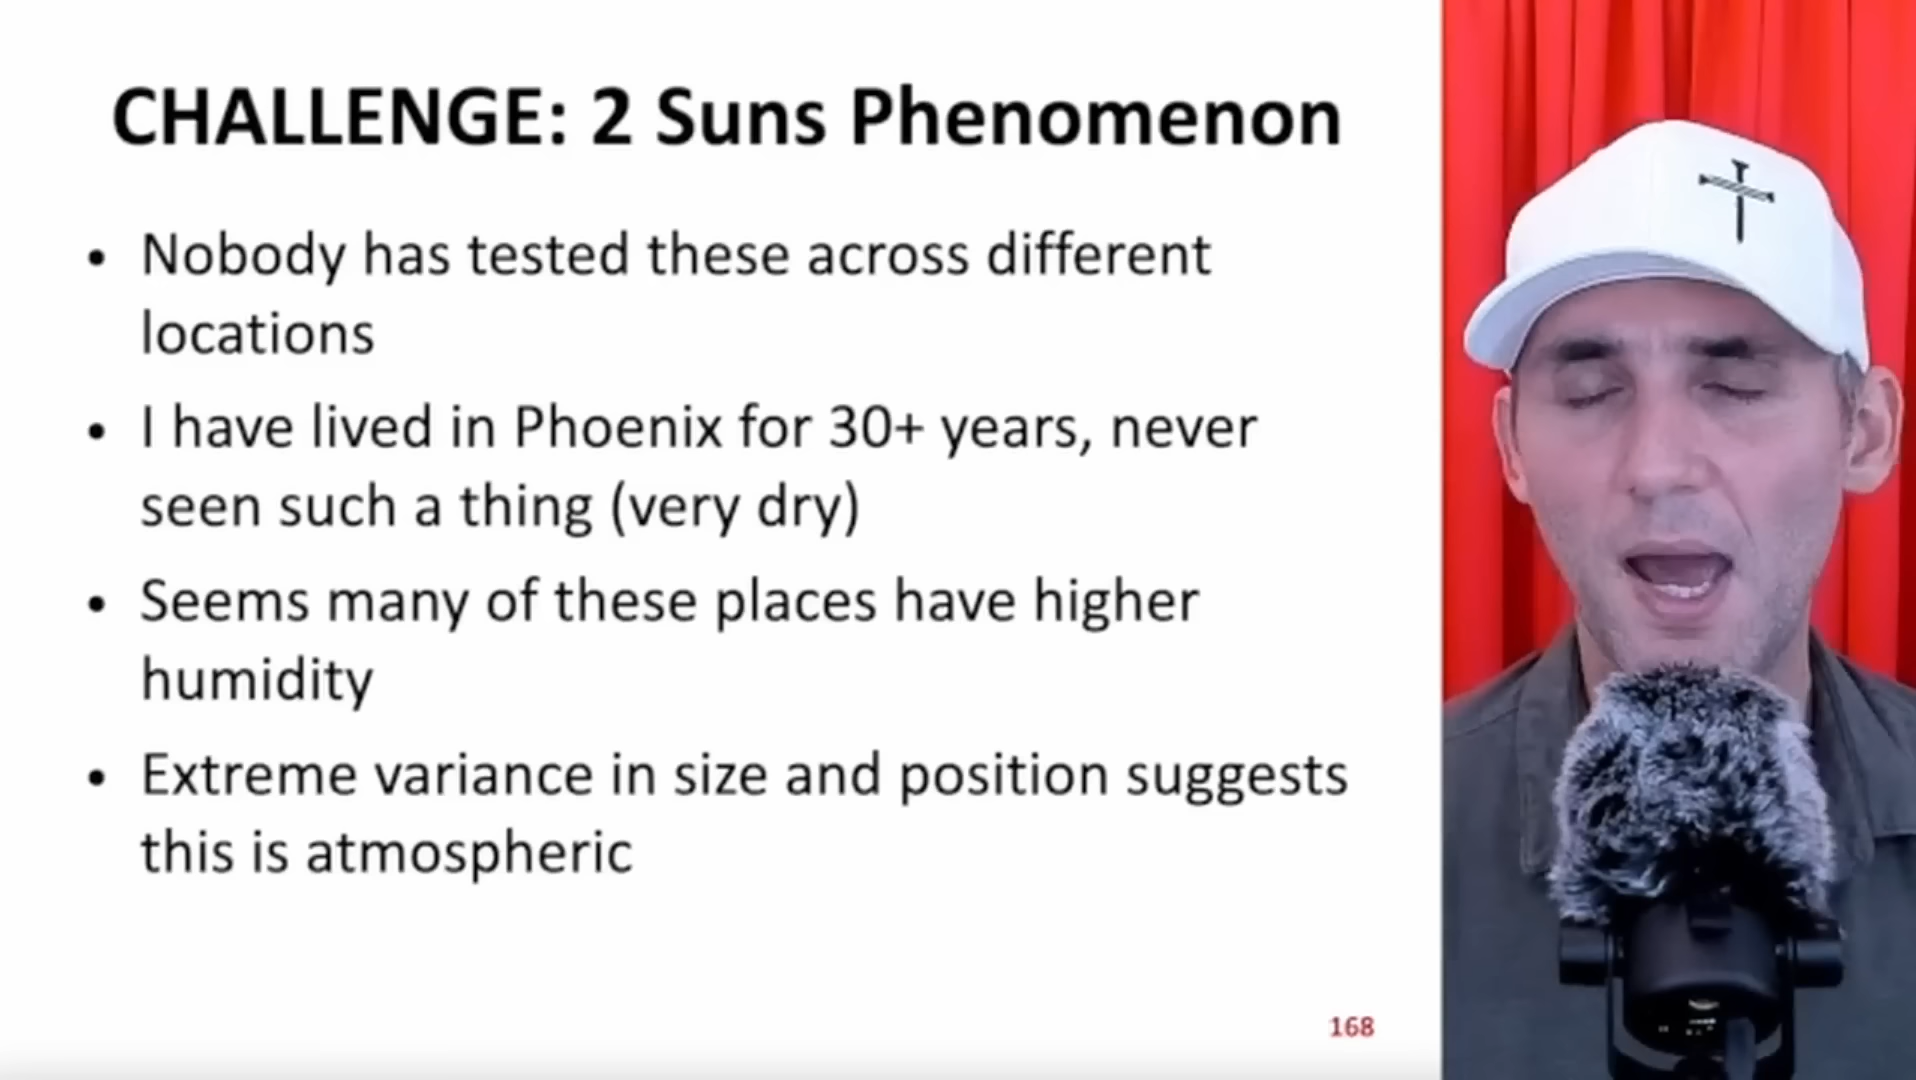 CHALLENGE: 2 Suns Phenomenon
• Nobody has tested these across different
locations
• I have lived in Phoenix for 30+ years, never
seen such a thing (very dry)
• Seems many of these places have higher
humidity
• Extreme variance in size and position suggests
this is atmospheric
168